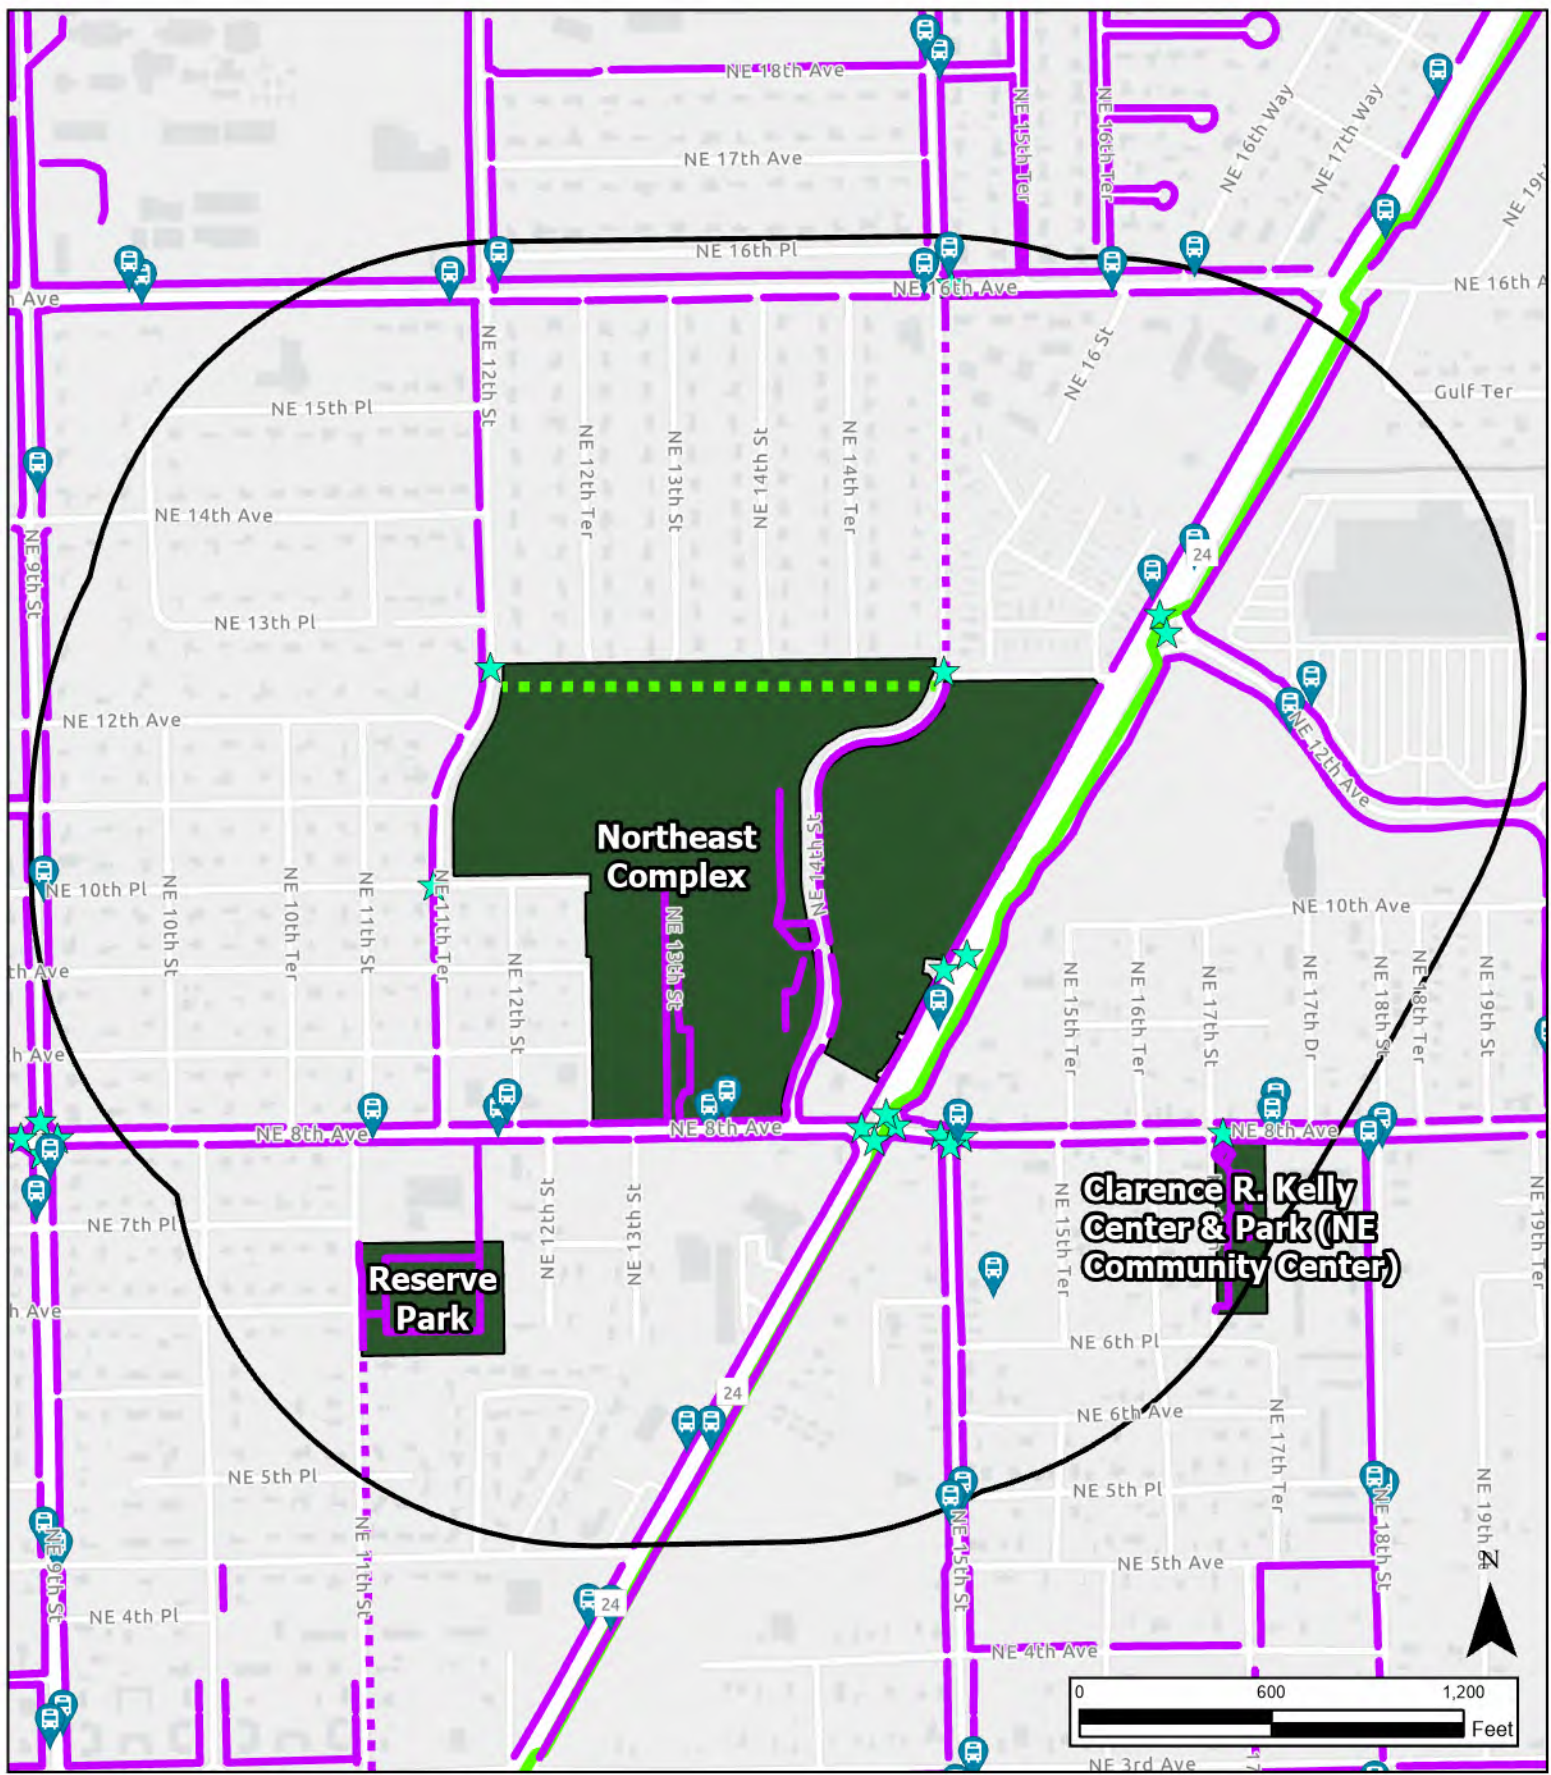 NE 18th Ave
NE 15th Ter
NE 16th Ter
NE 16th Way
NE 17th Way
NE 17th Ave
NE 16th Pl
NE 16th Ave
NE 16th A
h Ave
NE 12th St
NE 16 St
Gulf Ter
NE 15th Pl
NE 12th Ter
NE 13th St
NE 14th St
NE 14th Ter
NE 14th Ave
NE 9th St
24
NE 13th Pl
NE 12th Ave
NE 12th Ave
Northeast
Complex
NE 14th St
NE 10th Pl
NE 10th St
NE 10th Ter
NE 11th St
NE 11th Ter
NE 12th St
NE 13th St
NE 10th Ave
th Ave
NE 15th Ter
NE 16th Ter
NE 17th St
NE 17th Dr
NE 18th St
NE 18th Ter
NE 19th St
h Ave
NE 8th Ave
NE 8th Ave
NE 8th Ave
Clarence R. Kelly
Center & Park (NE
Community Center)
NE 7th Pl
NE 12th St
NE 13th St
NE 15th Ter
NE 19th Ter
Reserve
Park
h Ave
NE 6th Pl
24
NE 6th Ave
NE 17th Ter
NE 5th Pl
NE 5th Pl
NE 9th St
NE 11th St
NE 15th St
NE 18th St
NE 19th
NE 5th Ave
N
24
NE 4th Pl
NE 4th Ave
0 600 1,200
Feet
NE 3rd Ave
17